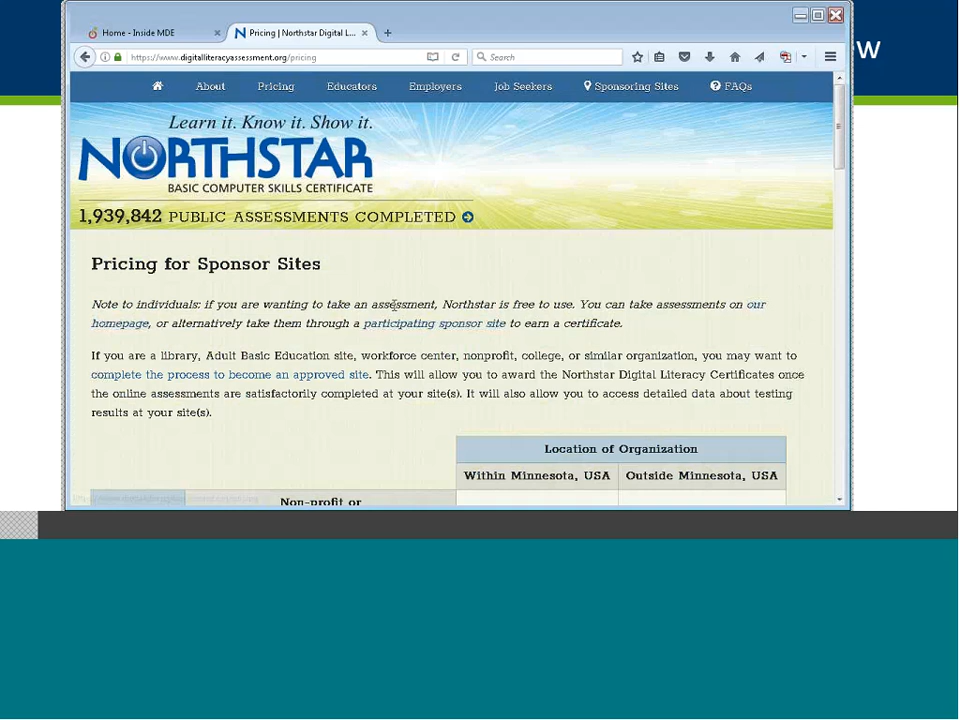 Home - Inside MDE
Pricing | Northstar Digital L...
https://www.digitalliteracyassessment.org/pricing
Search
About Pricing Educators Employers Job Seekers Sponsoring Sites FAQs
Learn it. Know it. Show it.
NORTHSTAR
BASIC COMPUTER SKILLS CERTIFICATE
1,939,842 PUBLIC ASSESSMENTS COMPLETED
Pricing for Sponsor Sites
Note to individuals: if you are wanting to take an assessment, Northstar is free to use. You can take assessments on our
homepage, or alternatively take them through a participating sponsor site to earn a certificate.
If you are a library, Adult Basic Education site, workforce center, nonprofit, college, or similar organization, you may want to
complete the process to become an approved site. This will allow you to award the Northstar Digital Literacy Certificates once
the online assessments are satisfactorily completed at your site(s). It will also allow you to access detailed data about testing
results at your site(s).
Location of Organization
Within Minnesota, USA Outside Minnesota, USA
Non-profit or